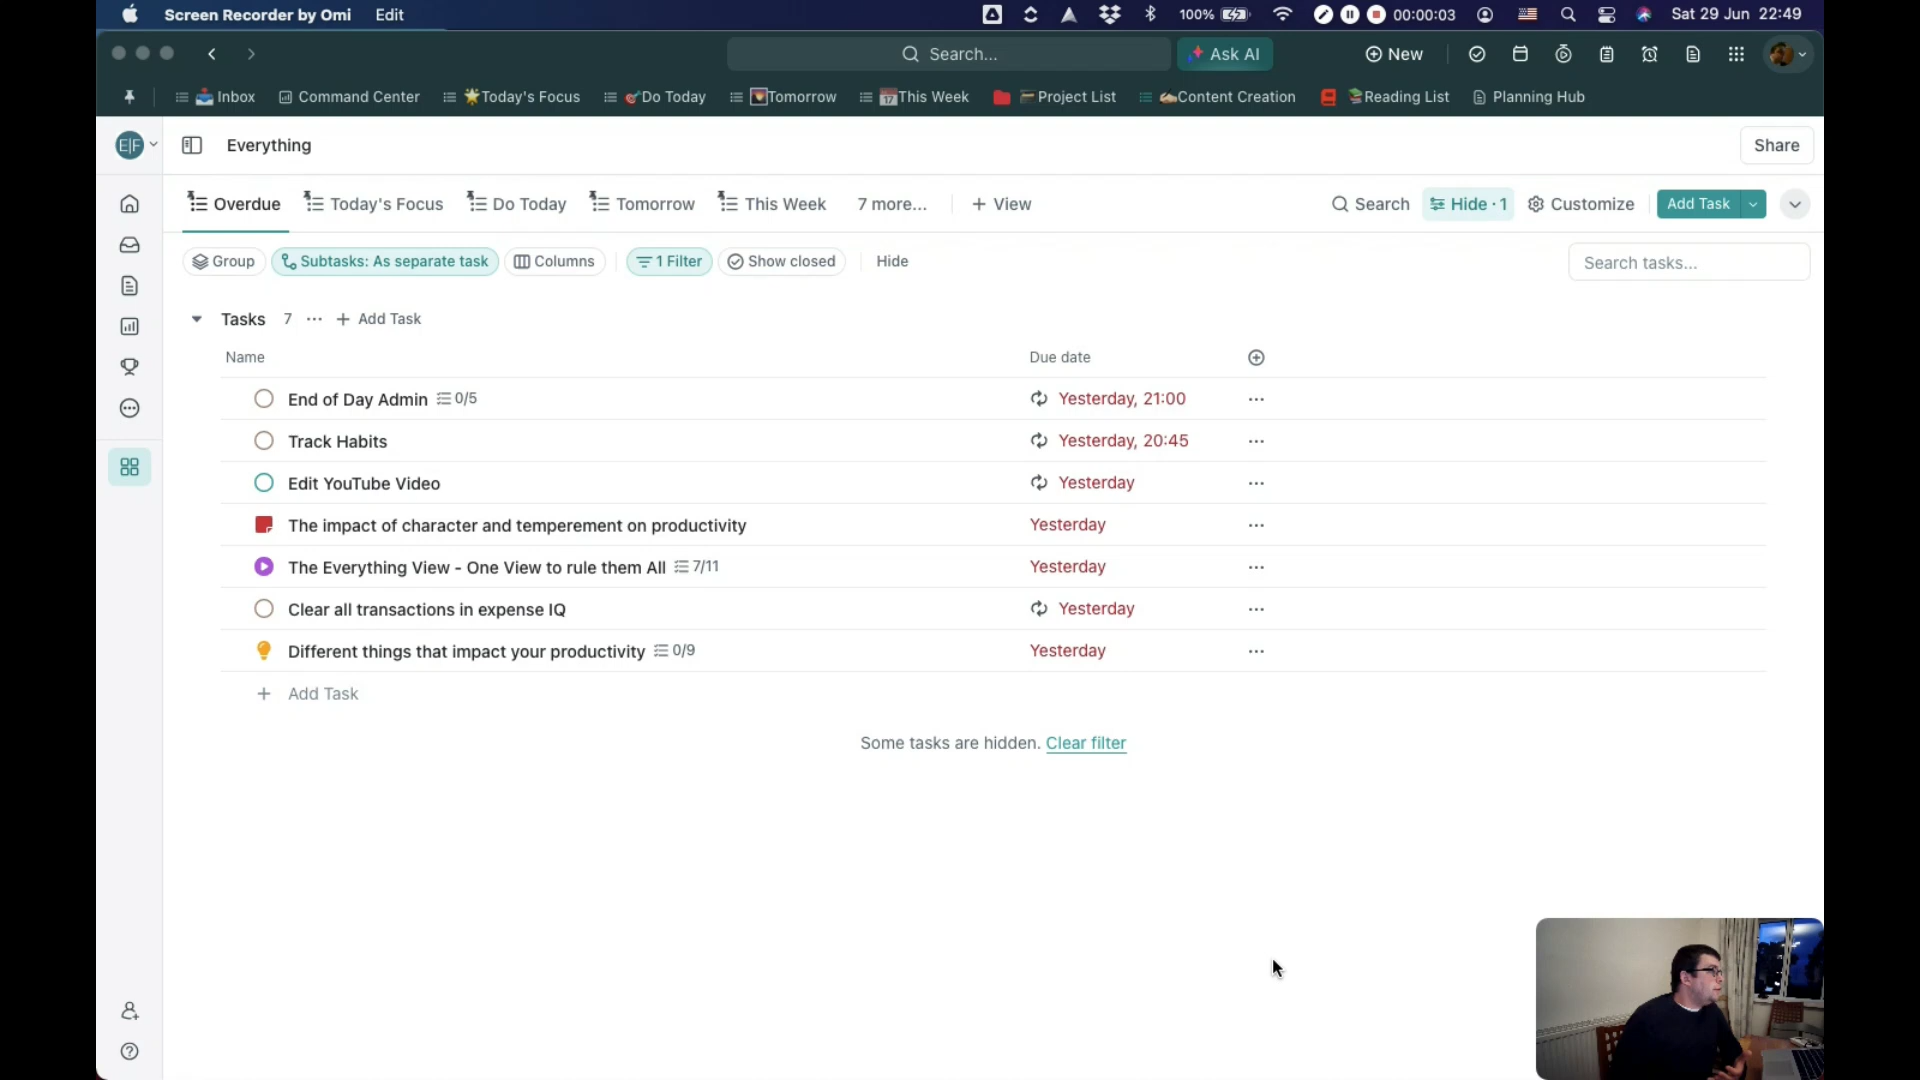 Screen Recorder by Omi Edit 100% 00:00:03 Sat 29 Jun 22:49
Search... Ask AI New
Inbox Command Center Today's Focus Do Today Tomorrow 17 This Week Project List Content Creation Reading List Planning Hub
E|F Everything Share
Overdue Today's Focus Do Today Tomorrow This Week 7 more... + View Search Hide · 1 Customize Add Task
Group Subtasks: As separate task Columns 1 Filter Show closed Hide Search tasks...
Tasks 7 ... + Add Task
Name Due date
End of Day Admin 0/5 Yesterday, 21:00
Track Habits Yesterday, 20:45
Edit YouTube Video Yesterday
The impact of character and temperement on productivity Yesterday
The Everything View - One View to rule them All 7/11 Yesterday
Clear all transactions in expense IQ Yesterday
Different things that impact your productivity 0/9 Yesterday
+ Add Task
Some tasks are hidden. Clear filter